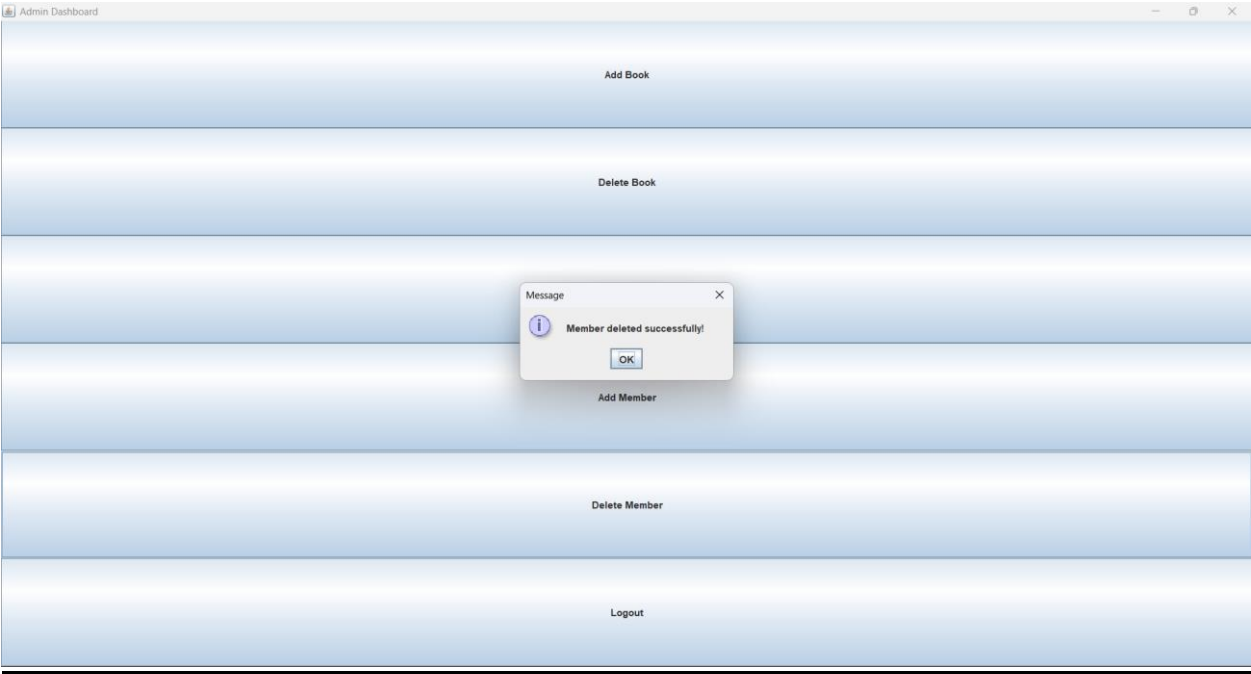 Admin Dashboard
Add Book
Delete Book
Message
Member deleted successfully!
OK
Add Member
Delete Member
Logout